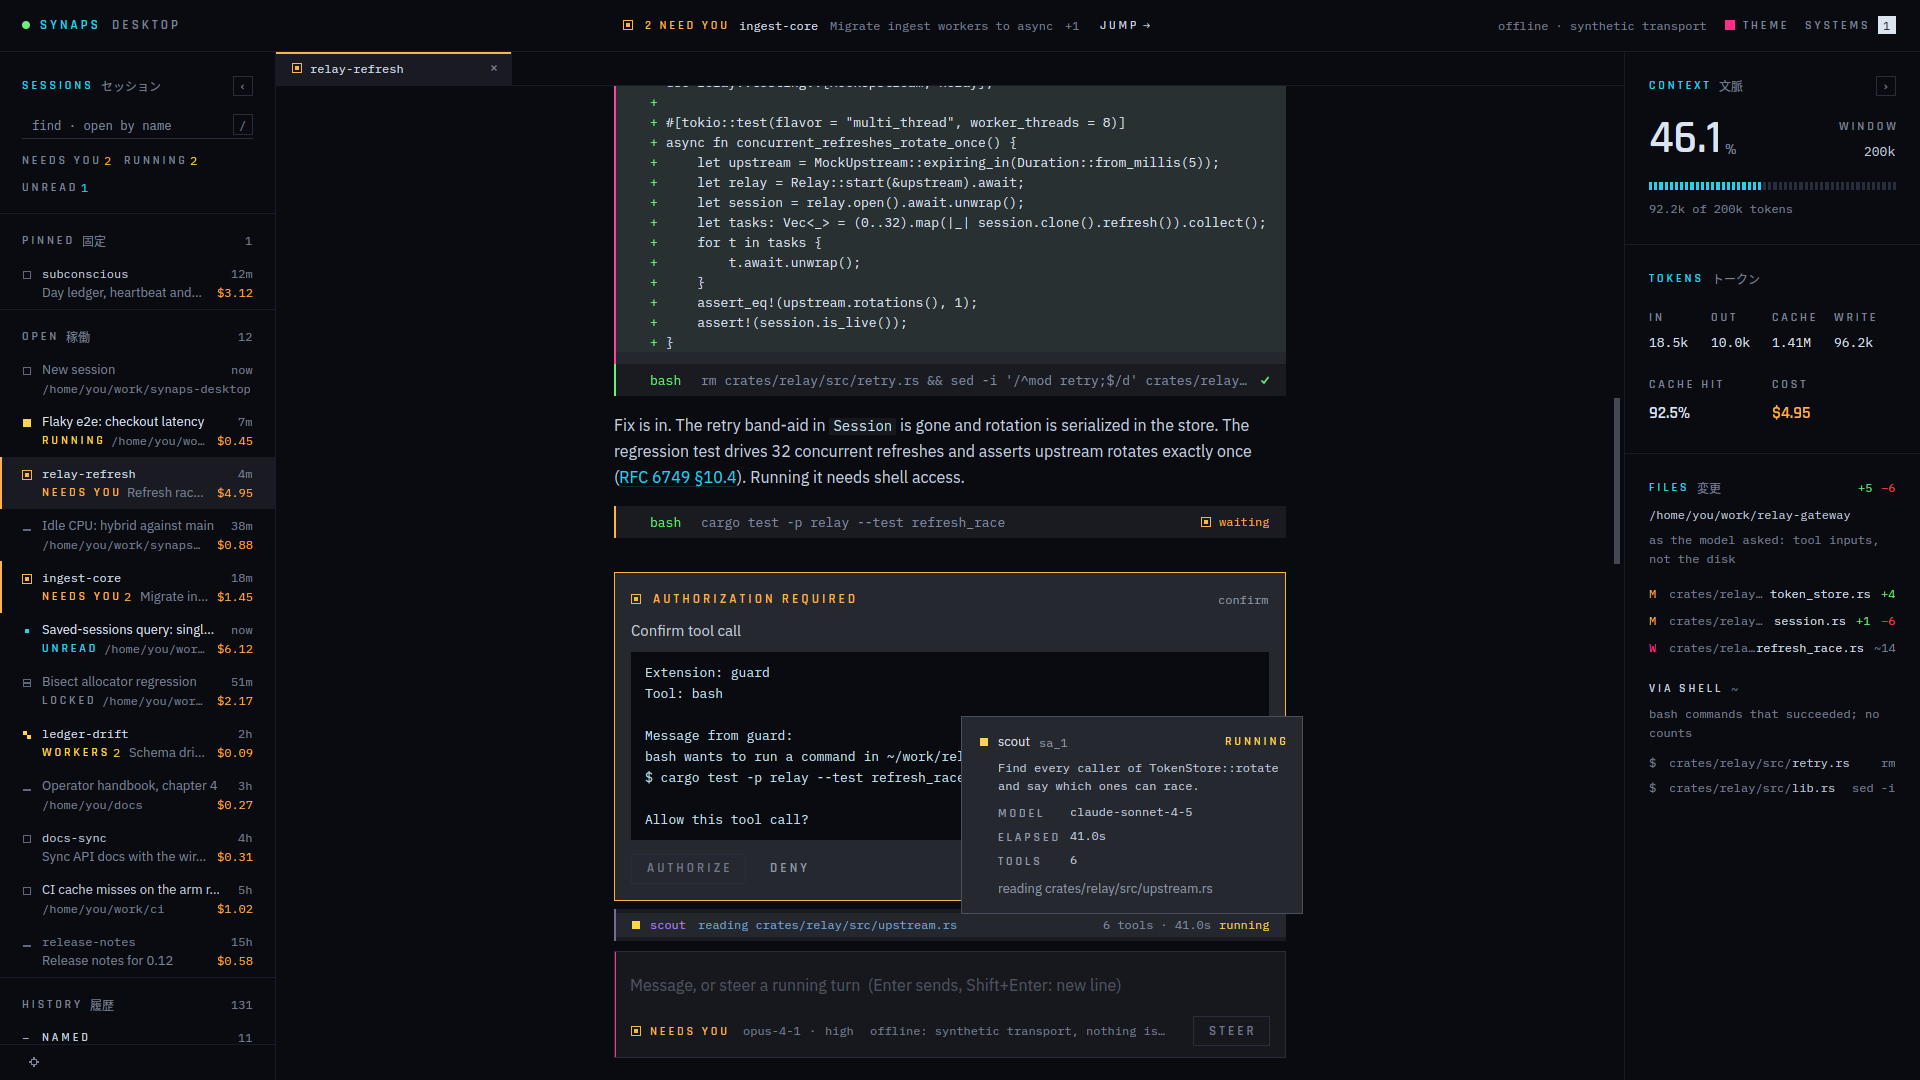 SYNAPS DESKTOP
2 NEED YOU ingest-core Migrate ingest workers to async +1 JUMP →
offline · synthetic transport THEME SYSTEMS 1
SESSIONS セッション ‹
find · open by name /
NEEDS YOU 2 RUNNING 2
UNREAD 1
PINNED 固定 1
subconscious 12m
Day ledger, heartbeat and... $3.12
OPEN 稼働 12
New session now
/home/you/work/synaps-desktop
Flaky e2e: checkout latency 7m
RUNNING /home/you/wo… $0.45
relay-refresh 4m
NEEDS YOU Refresh rac... $4.95
Idle CPU: hybrid against main 38m
/home/you/work/synaps… $0.88
ingest-core 18m
NEEDS YOU 2 Migrate in... $1.45
Saved-sessions query: singl... now
UNREAD /home/you/wor… $6.12
Bisect allocator regression 51m
LOCKED /home/you/wor… $2.17
ledger-drift 2h
WORKERS 2 Schema dri... $0.09
Operator handbook, chapter 4 3h
/home/you/docs $0.27
docs-sync 4h
Sync API docs with the wir... $0.31
CI cache misses on the arm r... 5h
/home/you/work/ci $1.02
release-notes 15h
Release notes for 0.12 $0.58
HISTORY 履歴 131
– NAMED 11
relay-refresh ×
+
+ #[tokio::test(flavor = "multi_thread", worker_threads = 8)]
+ async fn concurrent_refreshes_rotate_once() {
+     let upstream = MockUpstream::expiring_in(Duration::from_millis(5));
+     let relay = Relay::start(&upstream).await;
+     let session = relay.open().await.unwrap();
+     let tasks: Vec<_> = (0..32).map(|_| session.clone().refresh()).collect();
+     for t in tasks {
+         t.await.unwrap();
+     }
+     assert_eq!(upstream.rotations(), 1);
+     assert!(session.is_live());
+ }
bash rm crates/relay/src/retry.rs && sed -i '/^mod retry;$/d' crates/relay… ✓
Fix is in. The retry band-aid in Session is gone and rotation is serialized in the store. The
regression test drives 32 concurrent refreshes and asserts upstream rotates exactly once
(RFC 6749 §10.4). Running it needs shell access.
bash cargo test -p relay --test refresh_race waiting
AUTHORIZATION REQUIRED confirm
Confirm tool call
Extension: guard
Tool: bash
Message from guard:
bash wants to run a command in ~/work/rel
$ cargo test -p relay --test refresh_race
Allow this tool call?
AUTHORIZE DENY
scout sa_1 RUNNING
Find every caller of TokenStore::rotate
and say which ones can race.
MODEL claude-sonnet-4-5
ELAPSED 41.0s
TOOLS 6
reading crates/relay/src/upstream.rs
scout reading crates/relay/src/upstream.rs 6 tools · 41.0s running
Message, or steer a running turn (Enter sends, Shift+Enter: new line)
NEEDS YOU opus-4-1 · high offline: synthetic transport, nothing is… STEER
CONTEXT 文脈 ›
46.1% WINDOW
200k
92.2k of 200k tokens
TOKENS トークン
IN OUT CACHE WRITE
18.5k 10.0k 1.41M 96.2k
CACHE HIT COST
92.5% $4.95
FILES 変更 +5 −6
/home/you/work/relay-gateway
as the model asked: tool inputs,
not the disk
M crates/relay… token_store.rs +4
M crates/relay… session.rs +1 −6
W crates/rela…refresh_race.rs ~14
VIA SHELL ~
bash commands that succeeded; no
counts
$ crates/relay/src/retry.rs rm
$ crates/relay/src/lib.rs sed -i